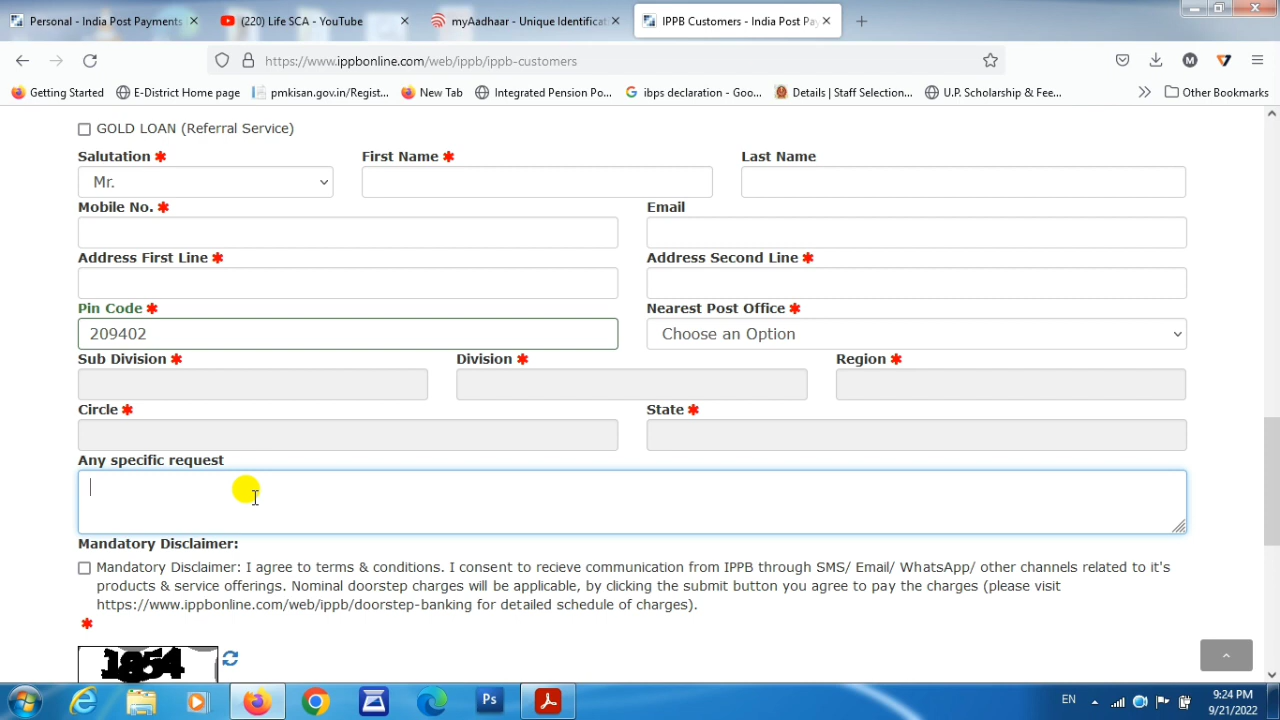 Personal - India Post Payments
(220) Life SCA - YouTube
myAadhaar - Unique Identificat
IPPB Customers - India Post Pay
https://www.ippbonline.com/web/ippb/ippb-customers
M
Getting Started
E-District Home page
pmkisan.gov.in/Regist...
New Tab
Integrated Pension Po...
ibps declaration - Goo...
Details | Staff Selection...
U.P. Scholarship & Fee...
Other Bookmarks
GOLD LOAN (Referral Service)
Salutation *
First Name *
Last Name
Mr.
Mobile No. *
Email
Address First Line *
Address Second Line *
Pin Code *
Nearest Post Office *
209402
Choose an Option
Sub Division *
Division *
Region *
Circle *
State *
Any specific request
Mandatory Disclaimer:
Mandatory Disclaimer: I agree to terms & conditions. I consent to recieve communication from IPPB through SMS/ Email/ WhatsApp/ other channels related to it's
products & service offerings. Nominal doorstep charges will be applicable, by clicking the submit button you agree to pay the charges (please visit
https://www.ippbonline.com/web/ippb/doorstep-banking for detailed schedule of charges).
*
1854
Ps
EN
9:24 PM
9/21/2022